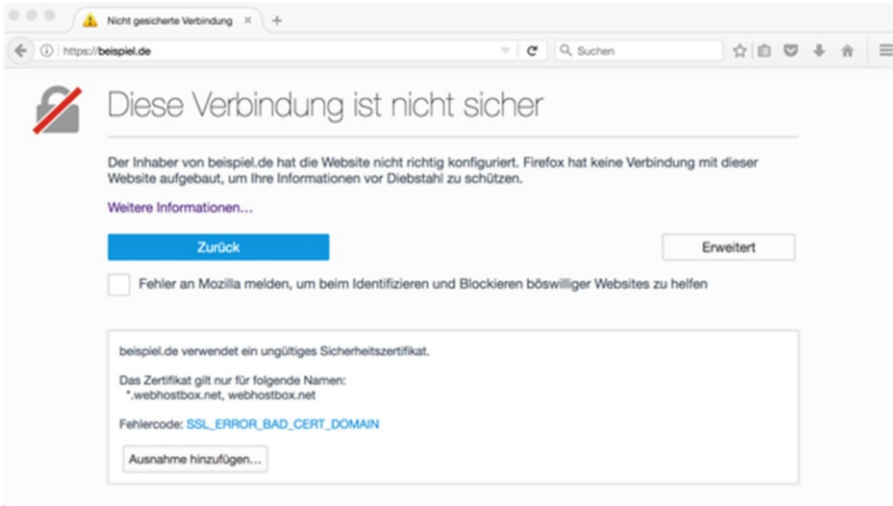 Nicht gesicherte Verbindung
https://beispiel.de
Suchen
Diese Verbindung ist nicht sicher
Der Inhaber von beispiel.de hat die Website nicht richtig konfiguriert. Firefox hat keine Verbindung mit dieser
Website aufgebaut, um Ihre Informationen vor Diebstahl zu schützen.
Weitere Informationen...
Zurück
Erweitert
Fehler an Mozilla melden, um beim Identifizieren und Blockieren böswilliger Websites zu helfen
beispiel.de verwendet ein ungültiges Sicherheitszertifikat.
Das Zertifikat gilt nur für folgende Namen:
*.webhostbox.net, webhostbox.net
Fehlercode: SSL_ERROR_BAD_CERT_DOMAIN
Ausnahme hinzufügen...